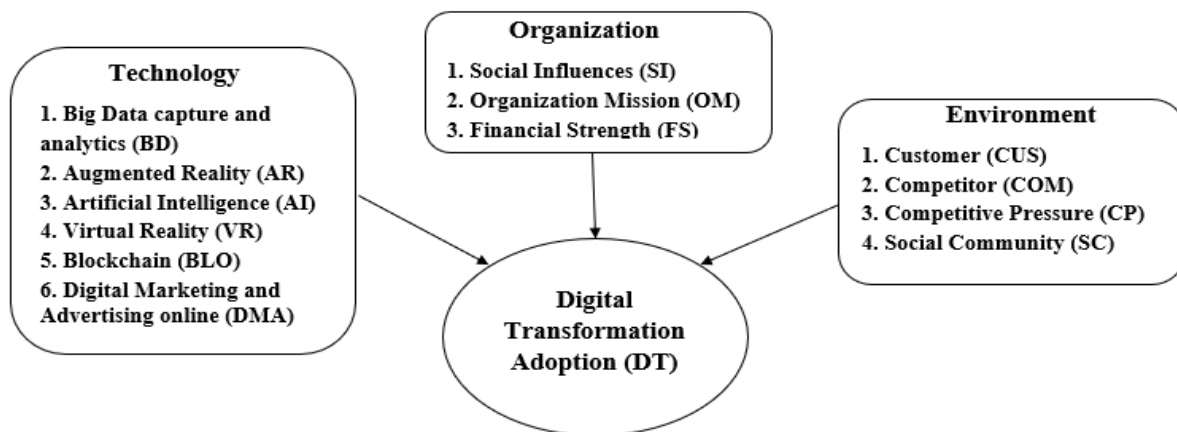 Technology
1. Big Data capture and
analytics (BD)
2. Augmented Reality (AR)
3. Artificial Intelligence (AI)
4. Virtual Reality (VR)
5. Blockchain (BLO)
6. Digital Marketing and
Advertising online (DMA)
Organization
1. Social Influences (SI)
2. Organization Mission (OM)
3. Financial Strength (FS)
Environment
1. Customer (CUS)
2. Competitor (COM)
3. Competitive Pressure (CP)
4. Social Community (SC)
Digital
Transformation
Adoption (DT)